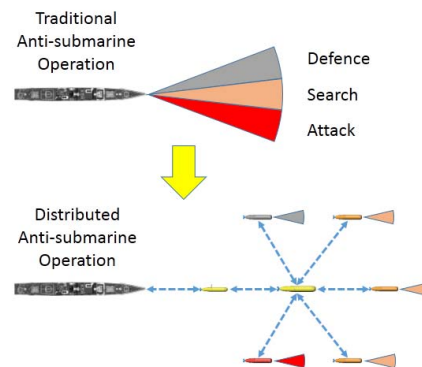 Traditional
Anti-submarine
Operation
Defence
Search
Attack
Distributed
Anti-submarine
Operation